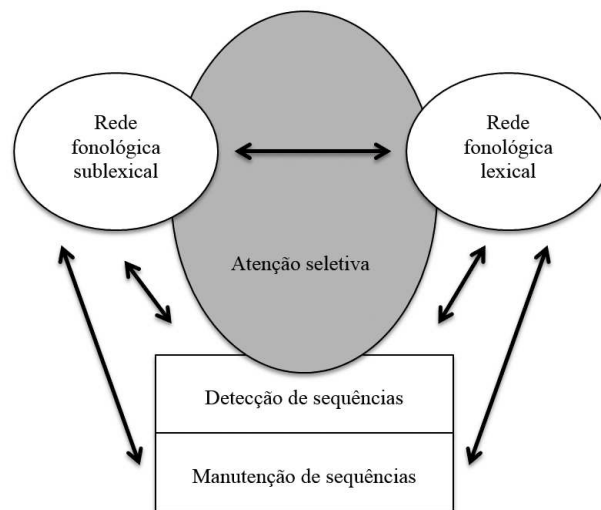 Rede
fonológica
sublexical
Rede
fonológica
lexical
Atenção seletiva
Detecção de sequências
Manutenção de sequências